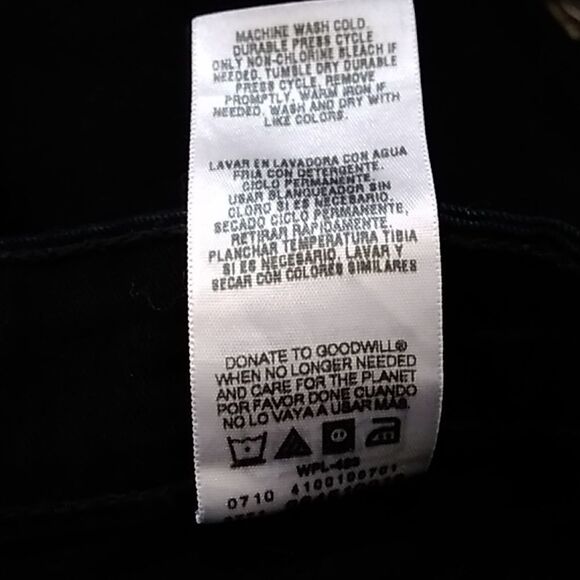 MACHINE WASH COLD.
DURABLE PRESS CYCLE
ONLY NON-CHLORINE BLEACH IF
NEEDED. TUMBLE DRY DURABLE
PRESS CYCLE. REMOVE
PROMPTLY. WARM IRON IF
NEEDED. WASH AND DRY WITH
LIKE COLORS.
LAVAR EN LAVADORA CON AGUA
FRIA CON DETERGENTE.
CICLO PERMANENTE.
USAR BLANQUEADOR SIN
CLORO SI ES NECESARIO.
SECADO CICLO PERMANENTE,
RETIRAR RAPIDAMENTE.
PLANCHAR TEMPERATURA TIBIA
SI ES NECESARIO. LAVAR Y
SECAR CON COLORES SIMILARES
DONATE TO GOODWILL®
WHEN NO LONGER NEEDED
AND CARE FOR THE PLANET
POR FAVOR DONE CUANDO
NO LO VAYA A USAR MAS.
0710 4100106701